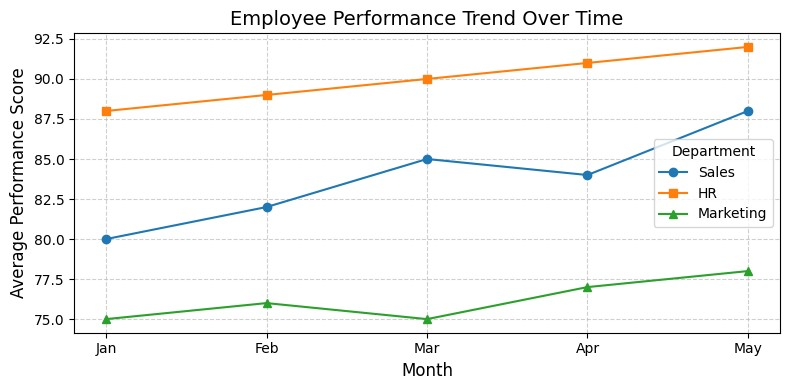 Employee Performance Trend Over Time
Average Performance Score
92.5
90.0
87.5
85.0
82.5
80.0
77.5
75.0
Department
Sales
HR
Marketing
Jan Feb Mar Apr May
Month